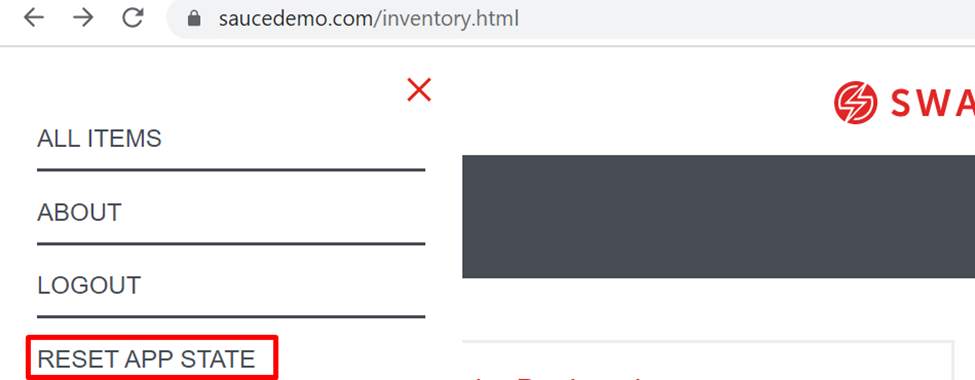 saucedemo.com/inventory.html
SWA
ALL ITEMS
ABOUT
LOGOUT
RESET APP STATE